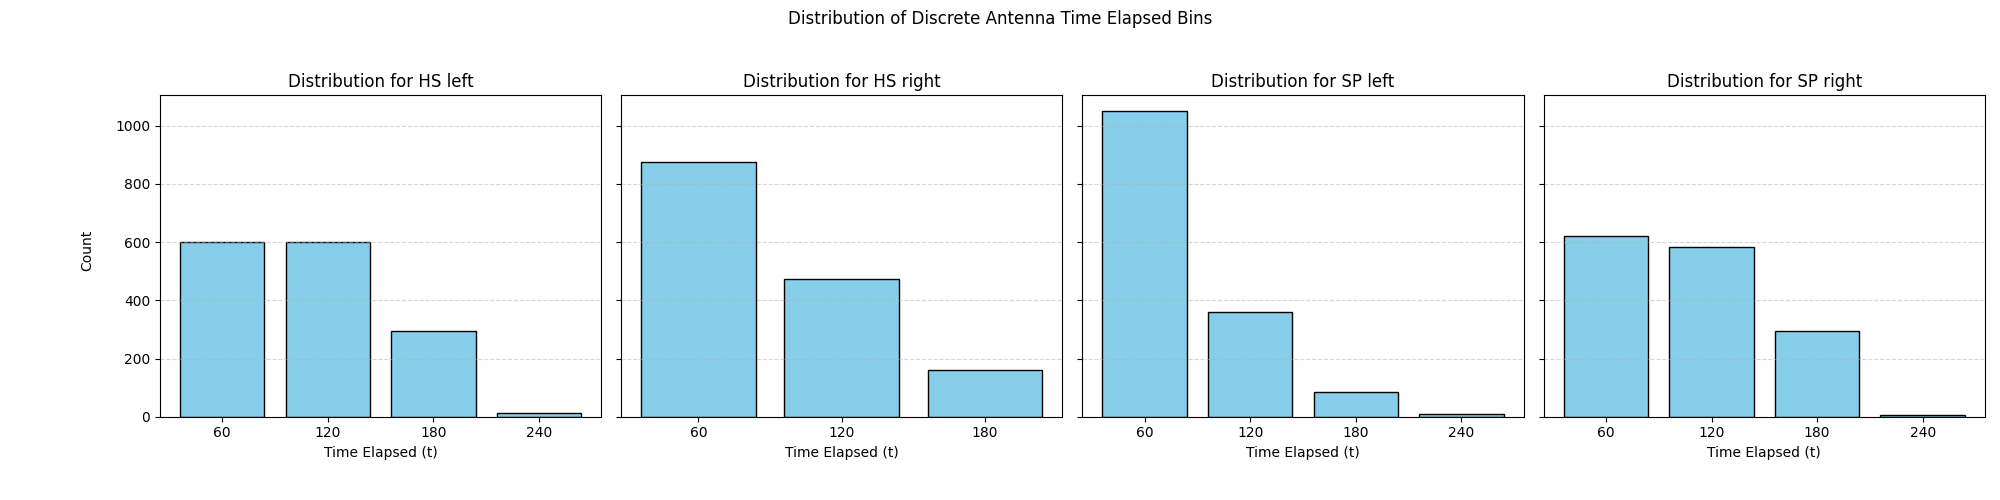 Distribution of Discrete Antenna Time Elapsed Bins
Distribution for HS left
Distribution for HS right
Distribution for SP left
Distribution for SP right
Count
1000
800
600
400
200
0
60 120 180 240
60 120 180
60 120 180 240
60 120 180 240
Time Elapsed (t)
Time Elapsed (t)
Time Elapsed (t)
Time Elapsed (t)